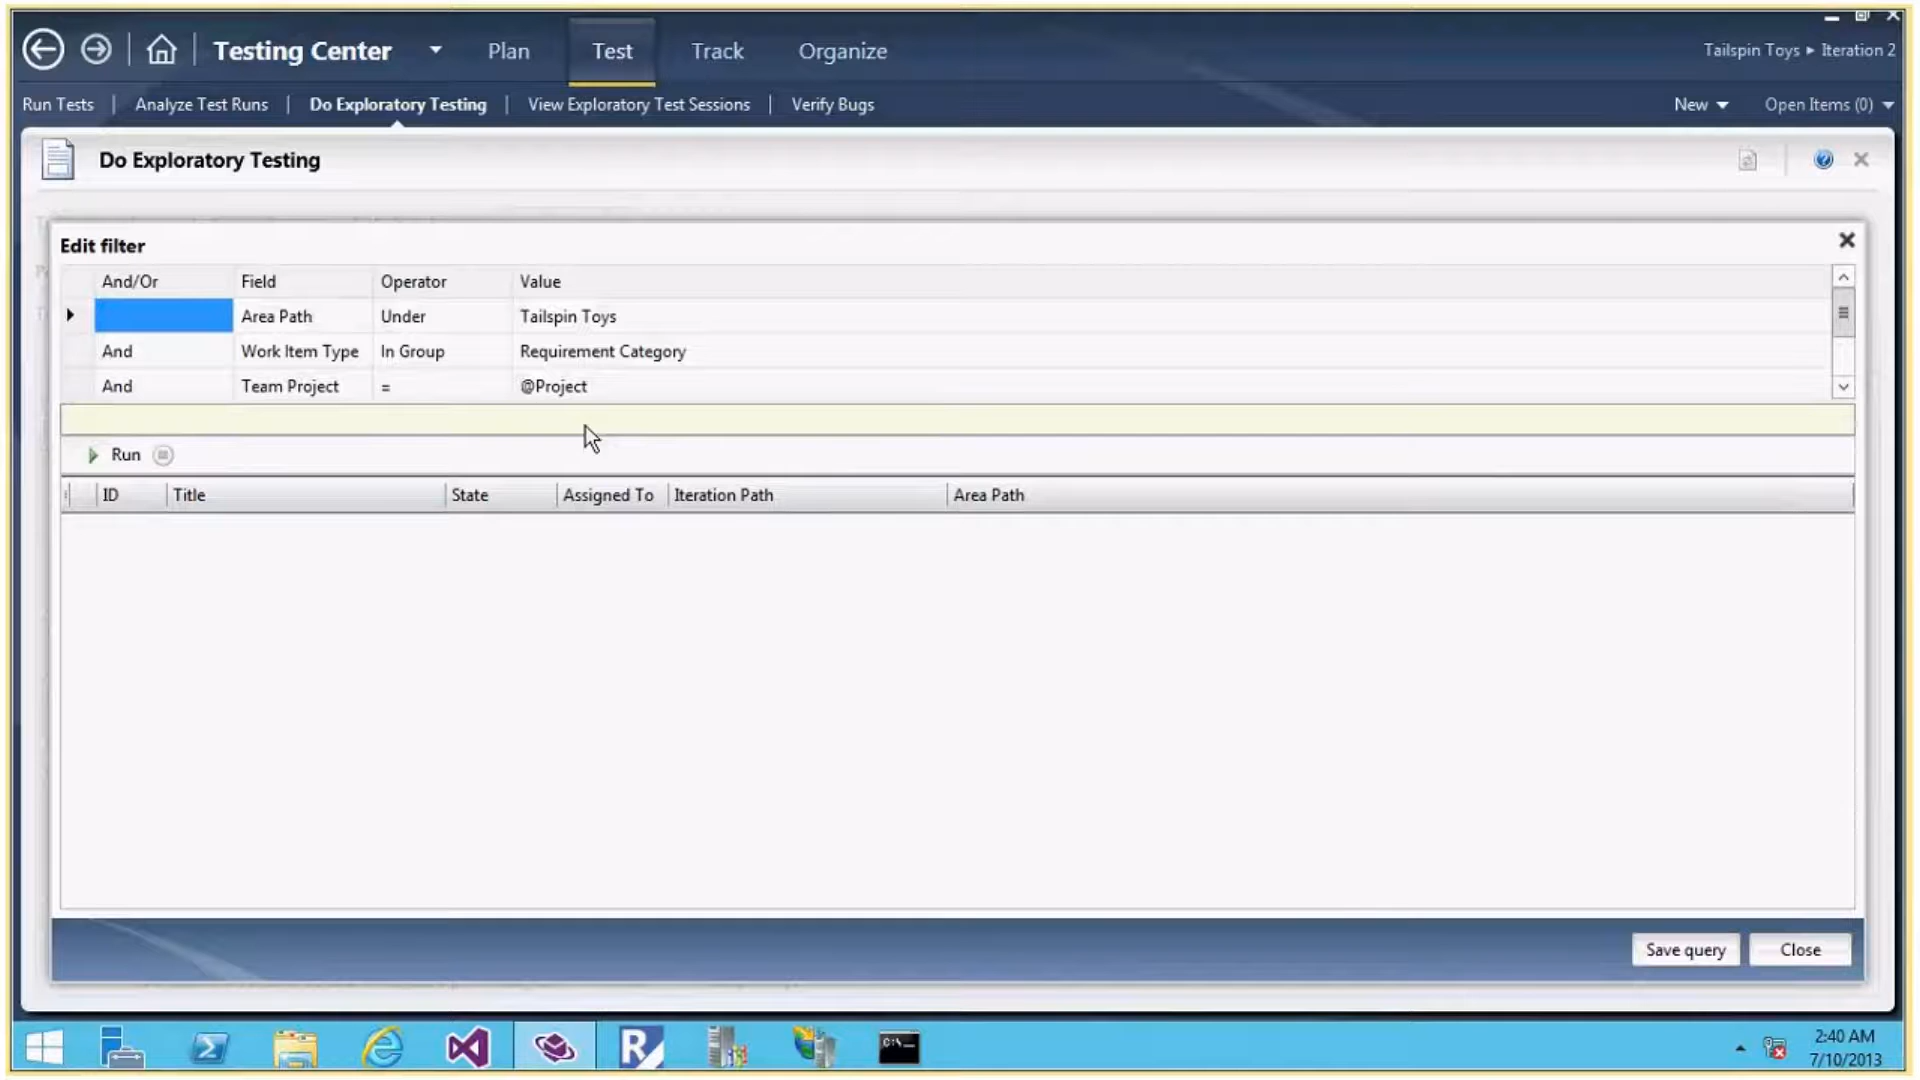 Testing Center Plan Test Track Organize
Tailspin Toys ▸ Iteration 2
Run Tests | Analyze Test Runs | Do Exploratory Testing | View Exploratory Test Sessions | Verify Bugs
New Open Items (0)
Do Exploratory Testing
Edit filter
And/Or Field Operator Value
Area Path Under Tailspin Toys
And Work Item Type In Group Requirement Category
And Team Project = @Project
Run
ID Title State Assigned To Iteration Path Area Path
Save query Close
2:40 AM
7/10/2013